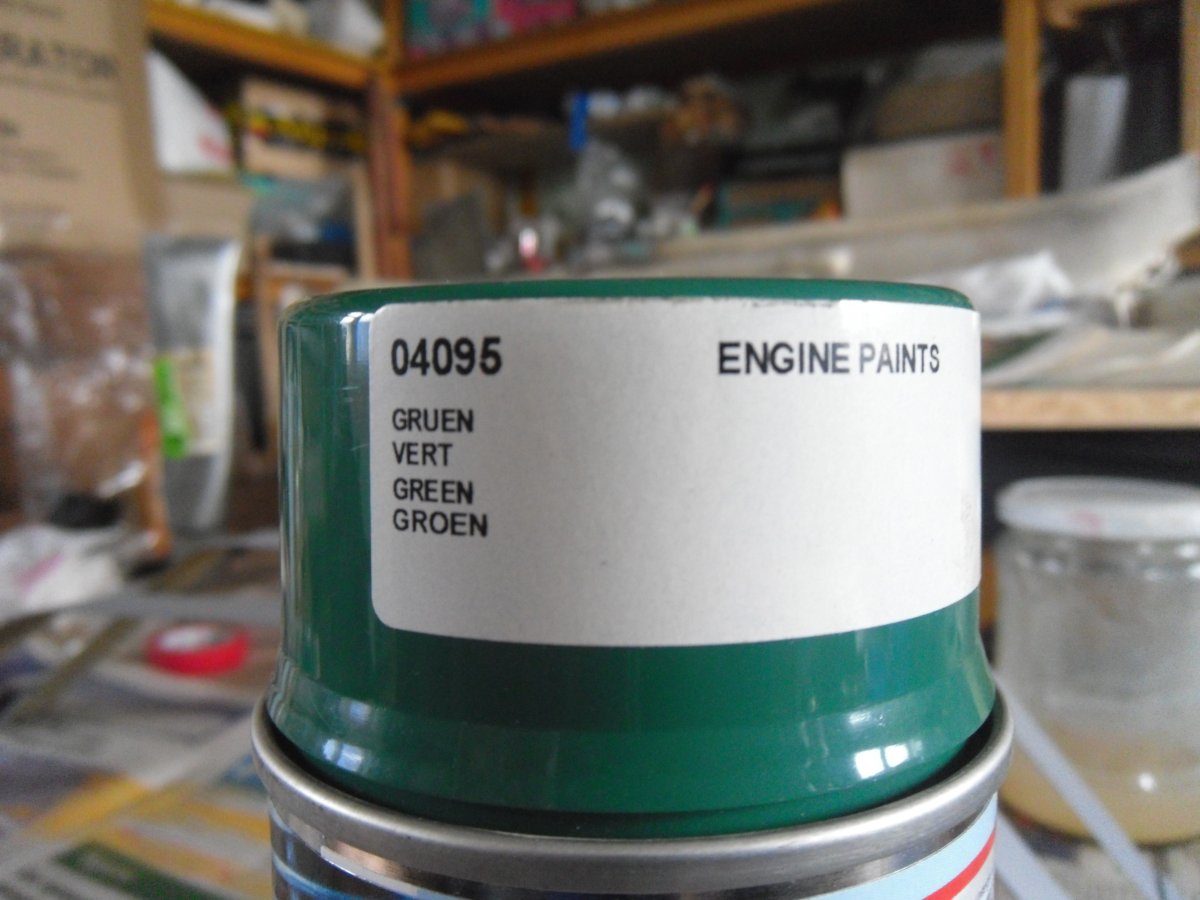 04095
ENGINE PAINTS
GRUEN
VERT
GREEN
GROEN